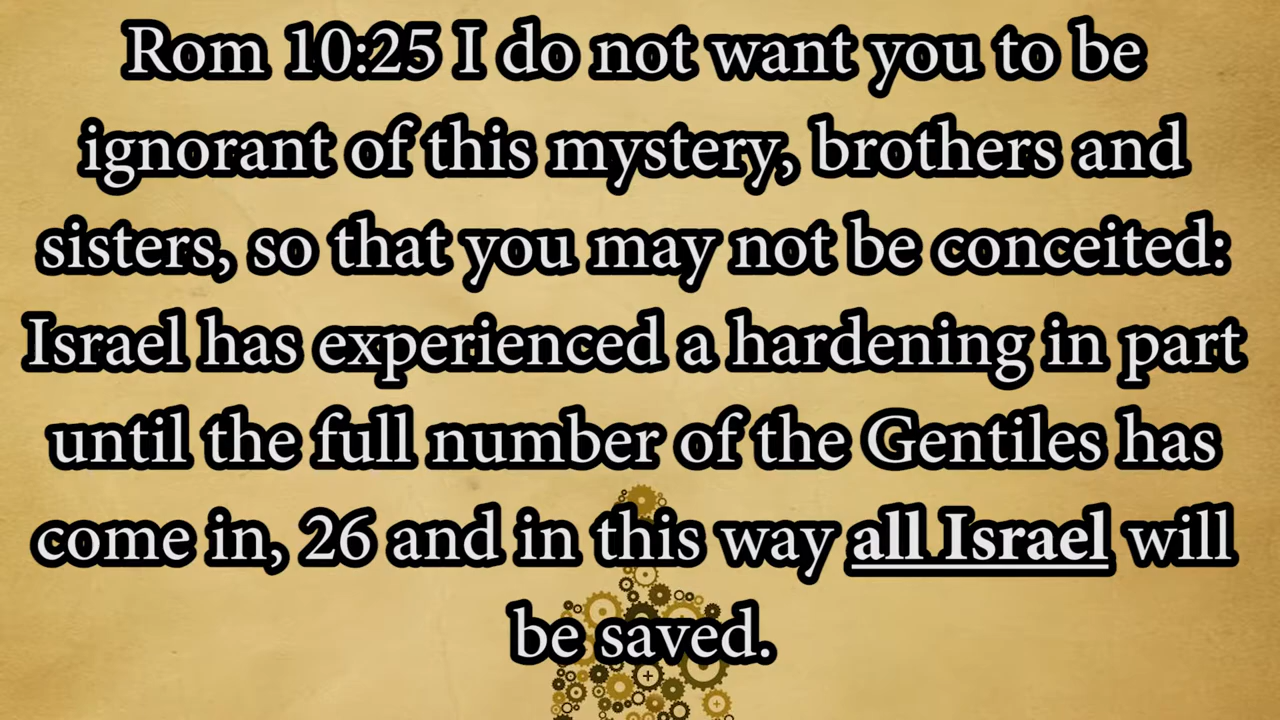 Rom 10:25 I do not want you to be
ignorant of this mystery, brothers and
sisters, so that you may not be conceited:
Israel has experienced a hardening in part
until the full number of the Gentiles has
come in, 26 and in this way all Israel will
be saved.